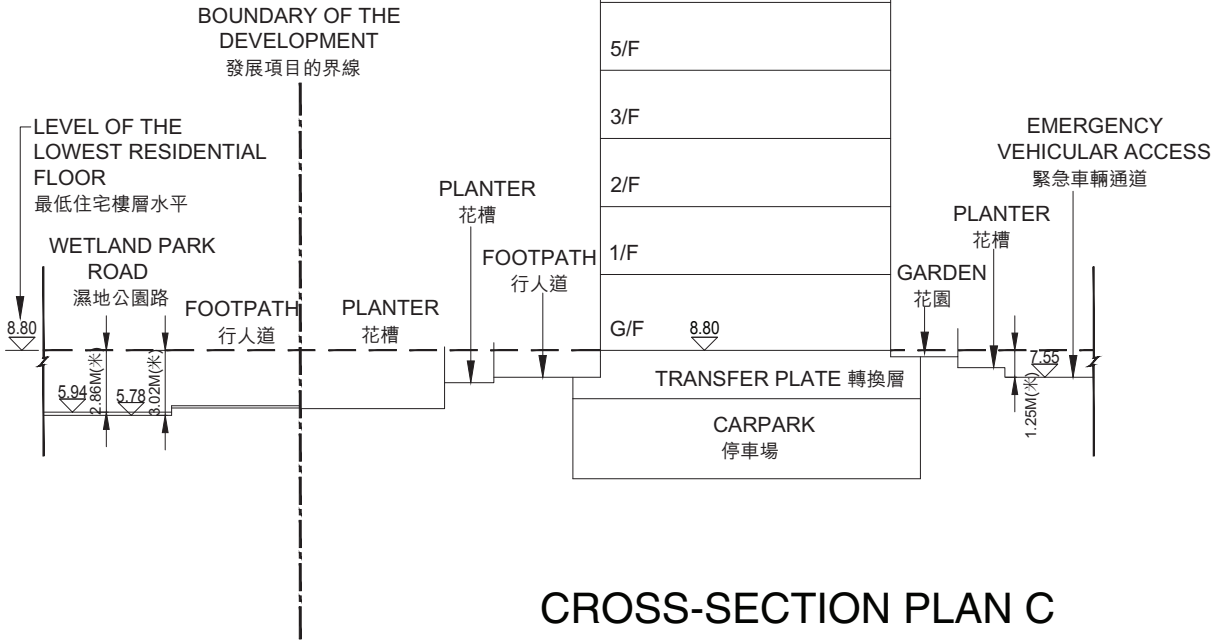 BOUNDARY OF THE
DEVELOPMENT
發展項目的界線
5/F
3/F
2/F
1/F
G/F
8.80
LEVEL OF THE
LOWEST RESIDENTIAL
FLOOR
最低住宅樓層水平
8.80
WETLAND PARK
ROAD
濕地公園路
5.94
2.86M(米)
5.78
3.02M(米)
FOOTPATH
行人道
PLANTER
花槽
PLANTER
花槽
FOOTPATH
行人道
TRANSFER PLATE 轉換層
CARPARK
停車場
GARDEN
花園
PLANTER
花槽
EMERGENCY
VEHICULAR ACCESS
緊急車輛通道
7.55
1.25M(米)
CROSS-SECTION PLAN C